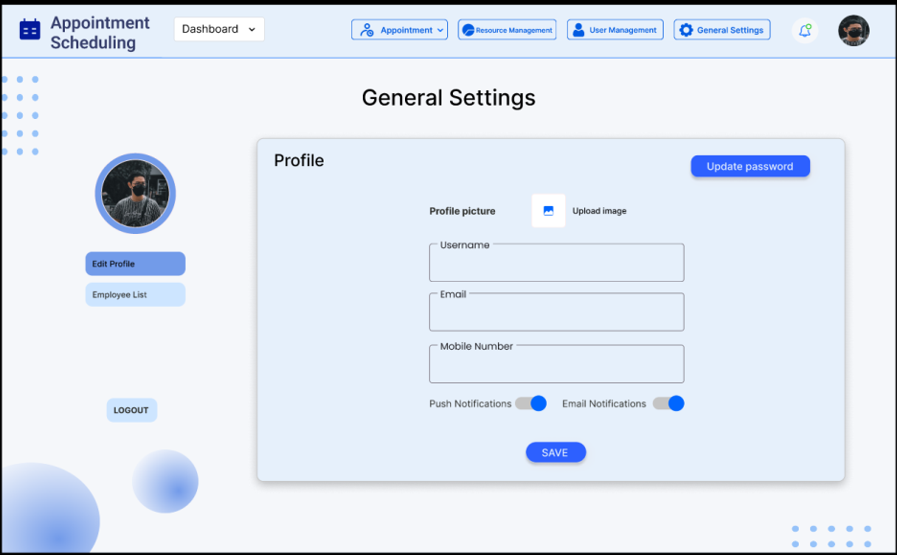 Appointment
Scheduling
Dashboard
Appointment
Resource Management
User Management
General Settings
General Settings
Profile
Update password
Profile picture
Upload image
Username
Edit Profile
Employee List
Email
Mobile Number
Push Notifications
Email Notifications
LOGOUT
SAVE